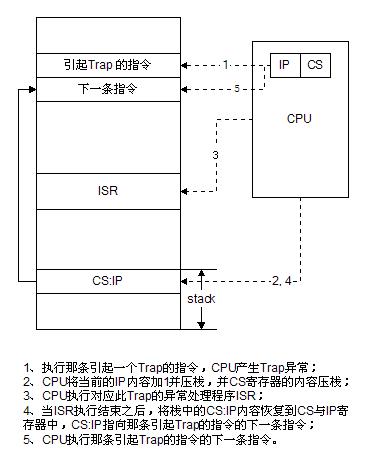 引起Trap 的指令
1
IP
CS
下一条指令
5
CPU
3
ISR
CS:IP
2, 4
stack
1、执行那条引起一个Trap的指令，CPU产生Trap异常；
2、CPU将当前的IP内容加1并压栈，并CS寄存器的内容压栈；
3、CPU执行对应此Trap的异常处理程序ISR；
4、当ISR执行结束之后，将栈中的CS:IP内容恢复到CS与IP寄
存器中，CS:IP指向那条引起Trap的指令的下一条指令；
5、CPU执行那条引起Trap的指令的下一条指令。